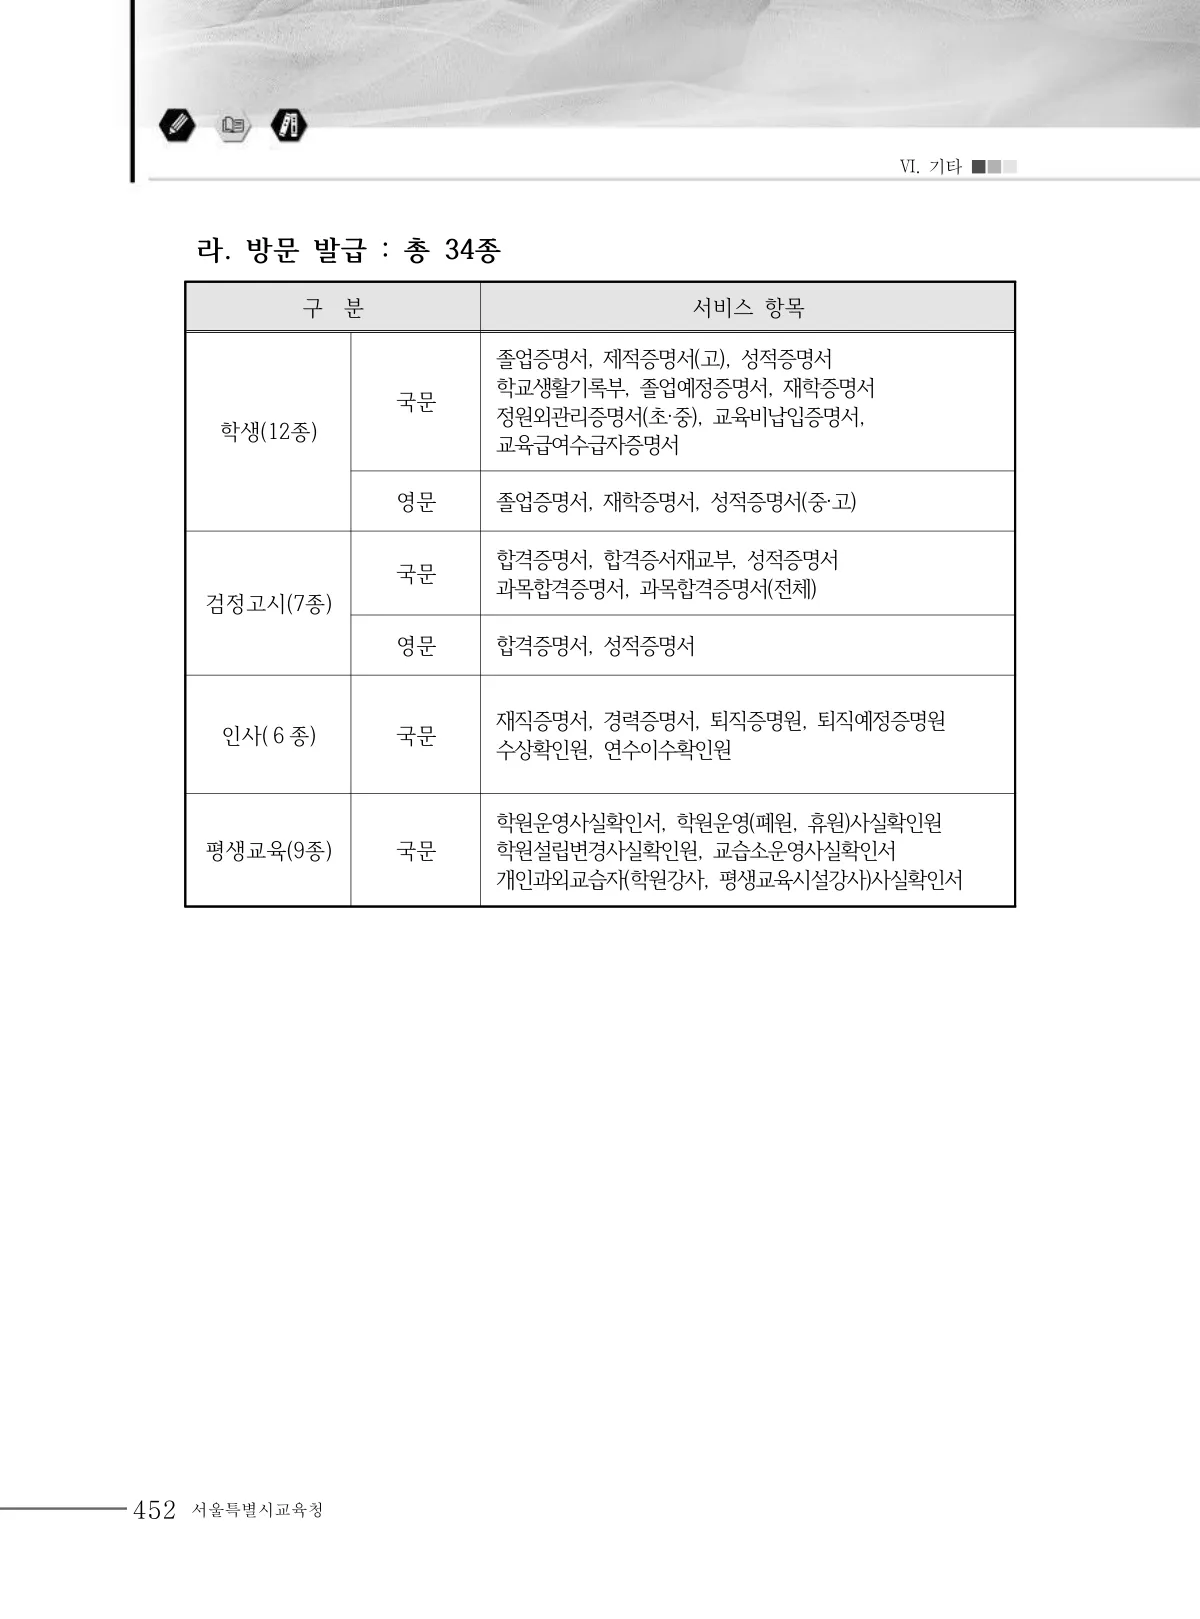 Ⅵ. 기타
라. 방문 발급 : 총 34종
구 분
서비스 항목
학생(12종)
국문
졸업증명서, 제적증명서(고), 성적증명서
학교생활기록부, 졸업예정증명서, 재학증명서
정원외관리증명서(초·중), 교육비납입증명서,
교육급여수급자증명서
영문
졸업증명서, 재학증명서, 성적증명서(중·고)
검정고시(7종)
국문
합격증명서, 합격증서재교부, 성적증명서
과목합격증명서, 과목합격증명서(전체)
영문
합격증명서, 성적증명서
인사( 6 종)
국문
재직증명서, 경력증명서, 퇴직증명원, 퇴직예정증명원
수상확인원, 연수이수확인원
평생교육(9종)
국문
학원운영사실확인서, 학원운영(폐원, 휴원)사실확인원
학원설립변경사실확인원, 교습소운영사실확인서
개인과외교습자(학원강사, 평생교육시설강사)사실확인서
452 서울특별시교육청